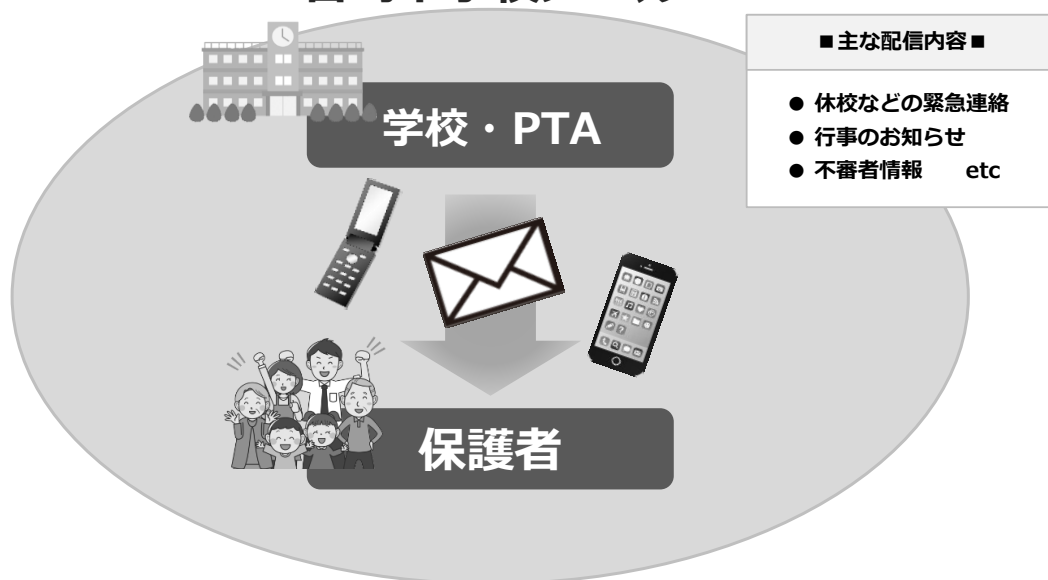 学校・PTA
保護者
■主な配信内容■
● 休校などの緊急連絡
● 行事のお知らせ
● 不審者情報 etc